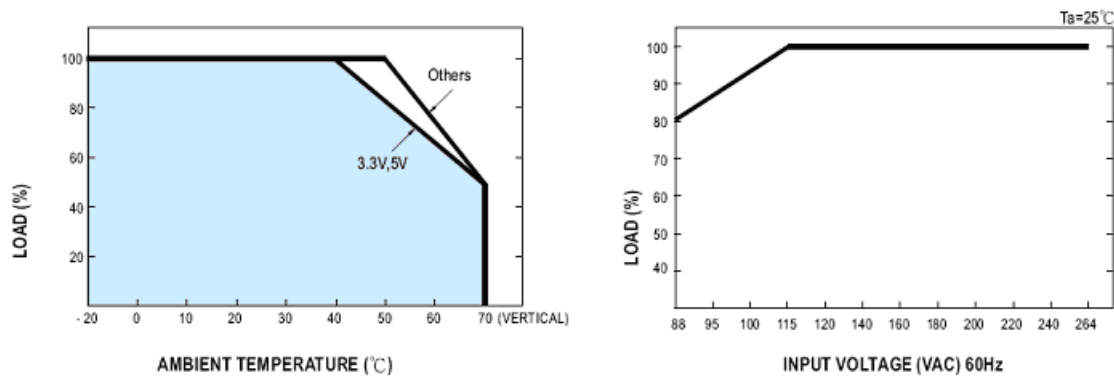 Ta=25℃
100
80
60
40
20
LOAD (%)
Others
3.3V,5V
- 20 0 10 20 30 40 50 60 70 (VERTICAL)
AMBIENT TEMPERATURE (℃)
100
90
80
70
60
50
40
LOAD (%)
88 95 100 115 120 140 160 180 200 220 240 264
INPUT VOLTAGE (VAC) 60Hz